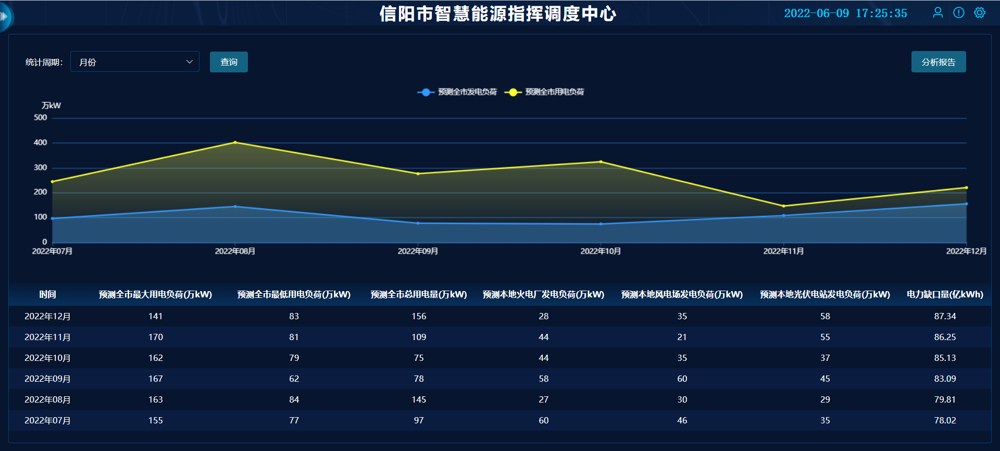 信阳市智慧能源指挥调度中心
2022-06-09 17:25:35
统计周期：
月份
查询
分析报告
预测全市发电负荷
预测全市用电负荷
万kW
500
400
300
200
100
0
2022年07月
2022年08月
2022年09月
2022年10月
2022年11月
2022年12月
时间 预测全市最大用电负荷(万kW) 预测全市最低用电负荷(万kW) 预测全市总用电量(万kW) 预测本地火电厂发电负荷(万kW) 预测本地风电场发电负荷(万kW) 预测本地光伏电站发电负荷(万kW) 电力缺口量(亿kWh)
2022年12月 141 83 156 28 35 58 87.34
2022年11月 170 81 109 44 21 55 86.25
2022年10月 162 79 75 44 35 37 85.13
2022年09月 167 62 78 58 60 45 83.09
2022年08月 163 84 145 27 30 29 79.81
2022年07月 155 77 97 60 46 35 78.02